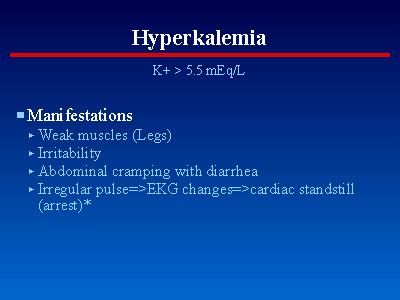 Hyperkalemia
K+ > 5.5 mEq/L
Manifestations
Weak muscles (Legs)
Irritability
Abdominal cramping with diarrhea
Irregular pulse=>EKG changes=>cardiac standstill
(arrest)*